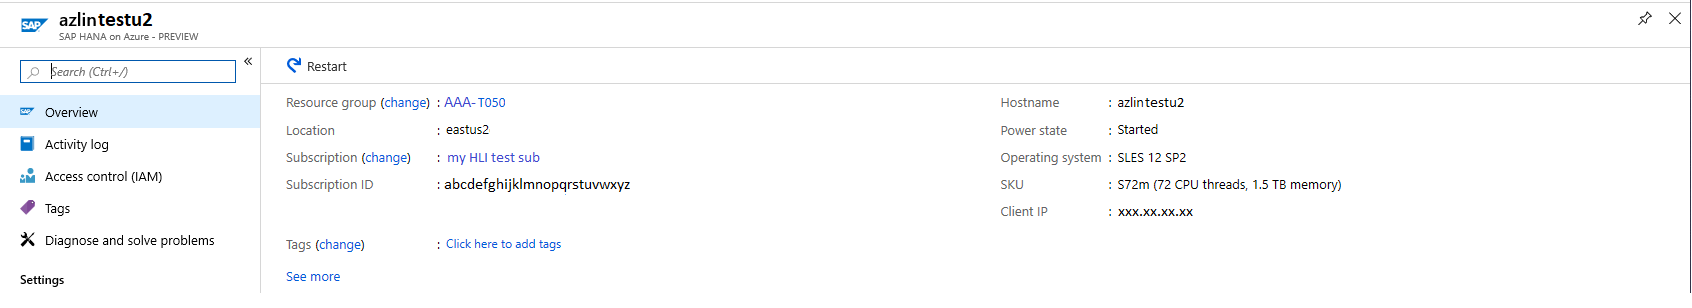 SAP
azlintestu2
SAP HANA on Azure - PREVIEW
Search (Ctrl+/)
«
Overview
Activity log
Access control (IAM)
Tags
Diagnose and solve problems
Settings
Restart
Resource group (change) : AAA-T050
Location : eastus2
Subscription (change) : my HLI test sub
Subscription ID : abcdefghijklmnopqrstuvwxyz
Tags (change) : Click here to add tags
See more
Hostname : azlintestu2
Power state : Started
Operating system : SLES 12 SP2
SKU : S72m (72 CPU threads, 1.5 TB memory)
Client IP : xxx.xx.xx.xx